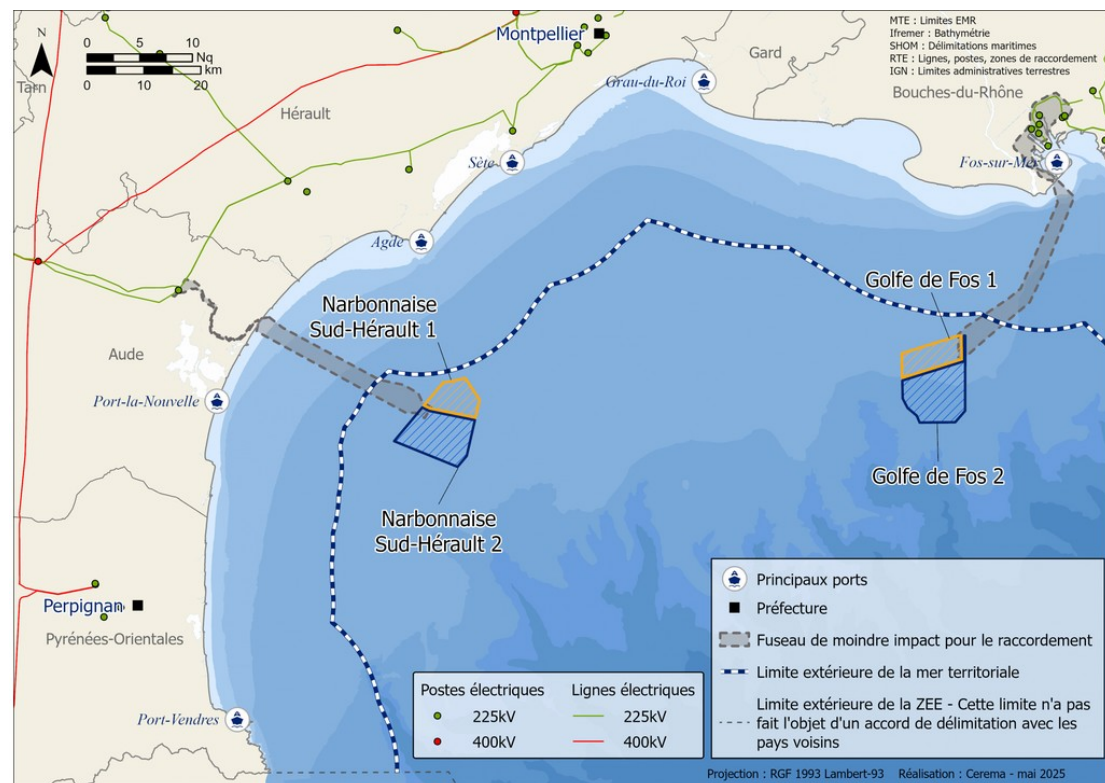 N
0 5 10
Nq
km
0 10 20
MTE : Limites EMR
Ifremer : Bathymétrie
SHOM : Délimitations maritimes
RTE : Lignes, postes, zones de raccordement
IGN : Limites administratives terrestres
Montpellier
Gard
Tarn
Hérault
Grau-du-Roi
Bouches-du-Rhône
Sète
Fos-sur-Mer
Agde
Narbonnaise
Sud-Hérault 1
Golfe de Fos 1
Aude
Port-la-Nouvelle
Golfe de Fos 2
Narbonnaise
Sud-Hérault 2
Perpignan
Pyrénées-Orientales
Port-Vendres
Postes électriques
Lignes électriques
225kV
225kV
400kV
400kV
Principaux ports
Préfecture
Fuseau de moindre impact pour le raccordement
Limite extérieure de la mer territoriale
Limite extérieure de la ZEE - Cette limite n'a pas
fait l'objet d'un accord de délimitation avec les
pays voisins
Projection : RGF 1993 Lambert-93 Réalisation : Cerema - mai 2025